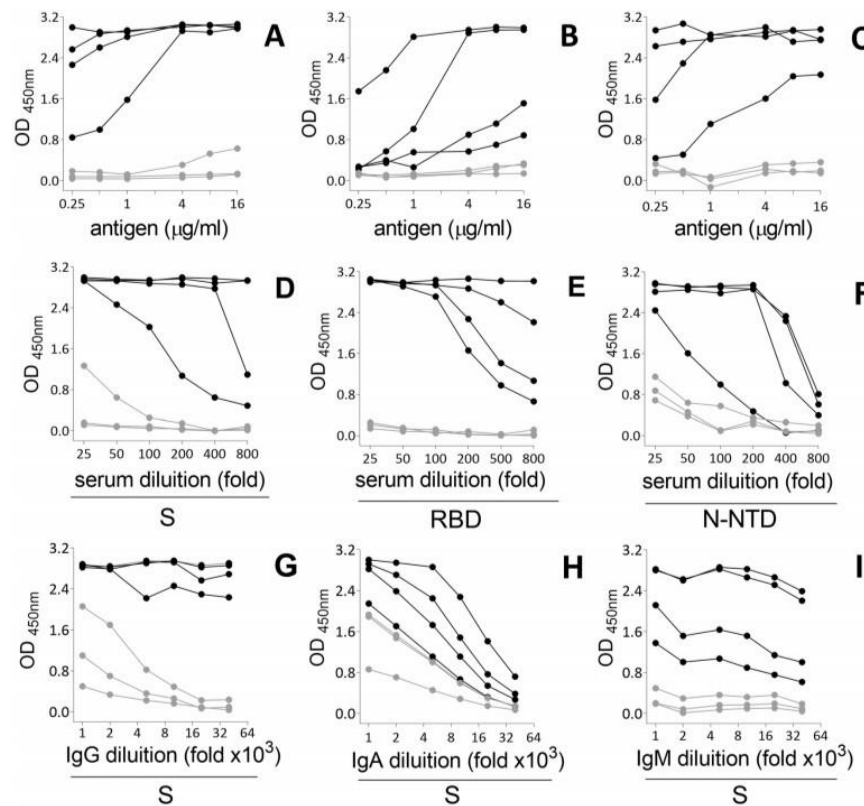 3.2
2.4
1.6
0.8
0.0
OD 450nm
A
0.25 1 4 16
antigen (μg/ml)
3.2
2.4
1.6
0.8
0.0
OD 450nm
B
0.25 1 4 16
antigen (μg/ml)
3.2
2.4
1.6
0.8
0.0
OD 450nm
C
0.25 1 4 16
antigen (μg/ml)
3.2
2.4
1.6
0.8
0.0
OD 450nm
D
25 50 100 200 400 800
serum diluition (fold)
S
3.2
2.4
1.6
0.8
0.0
OD 450nm
E
25 50 100 200 500 800
serum diluition (fold)
RBD
3.2
2.4
1.6
0.8
0.0
OD 450nm
F
25 50 100 200 400 800
serum diluition (fold)
N-NTD
3.2
2.4
1.6
0.8
0.0
OD 450nm
G
1 2 4 8 16 32 64
IgG diluition (fold x10³)
S
3.2
2.4
1.6
0.8
0.0
OD 450nm
H
1 2 4 8 16 32 64
IgA diluition (fold x10³)
S
3.2
2.4
1.6
0.8
0.0
OD 450nm
I
1 2 4 8 16 32 64
IgM diluition (fold x10³)
S